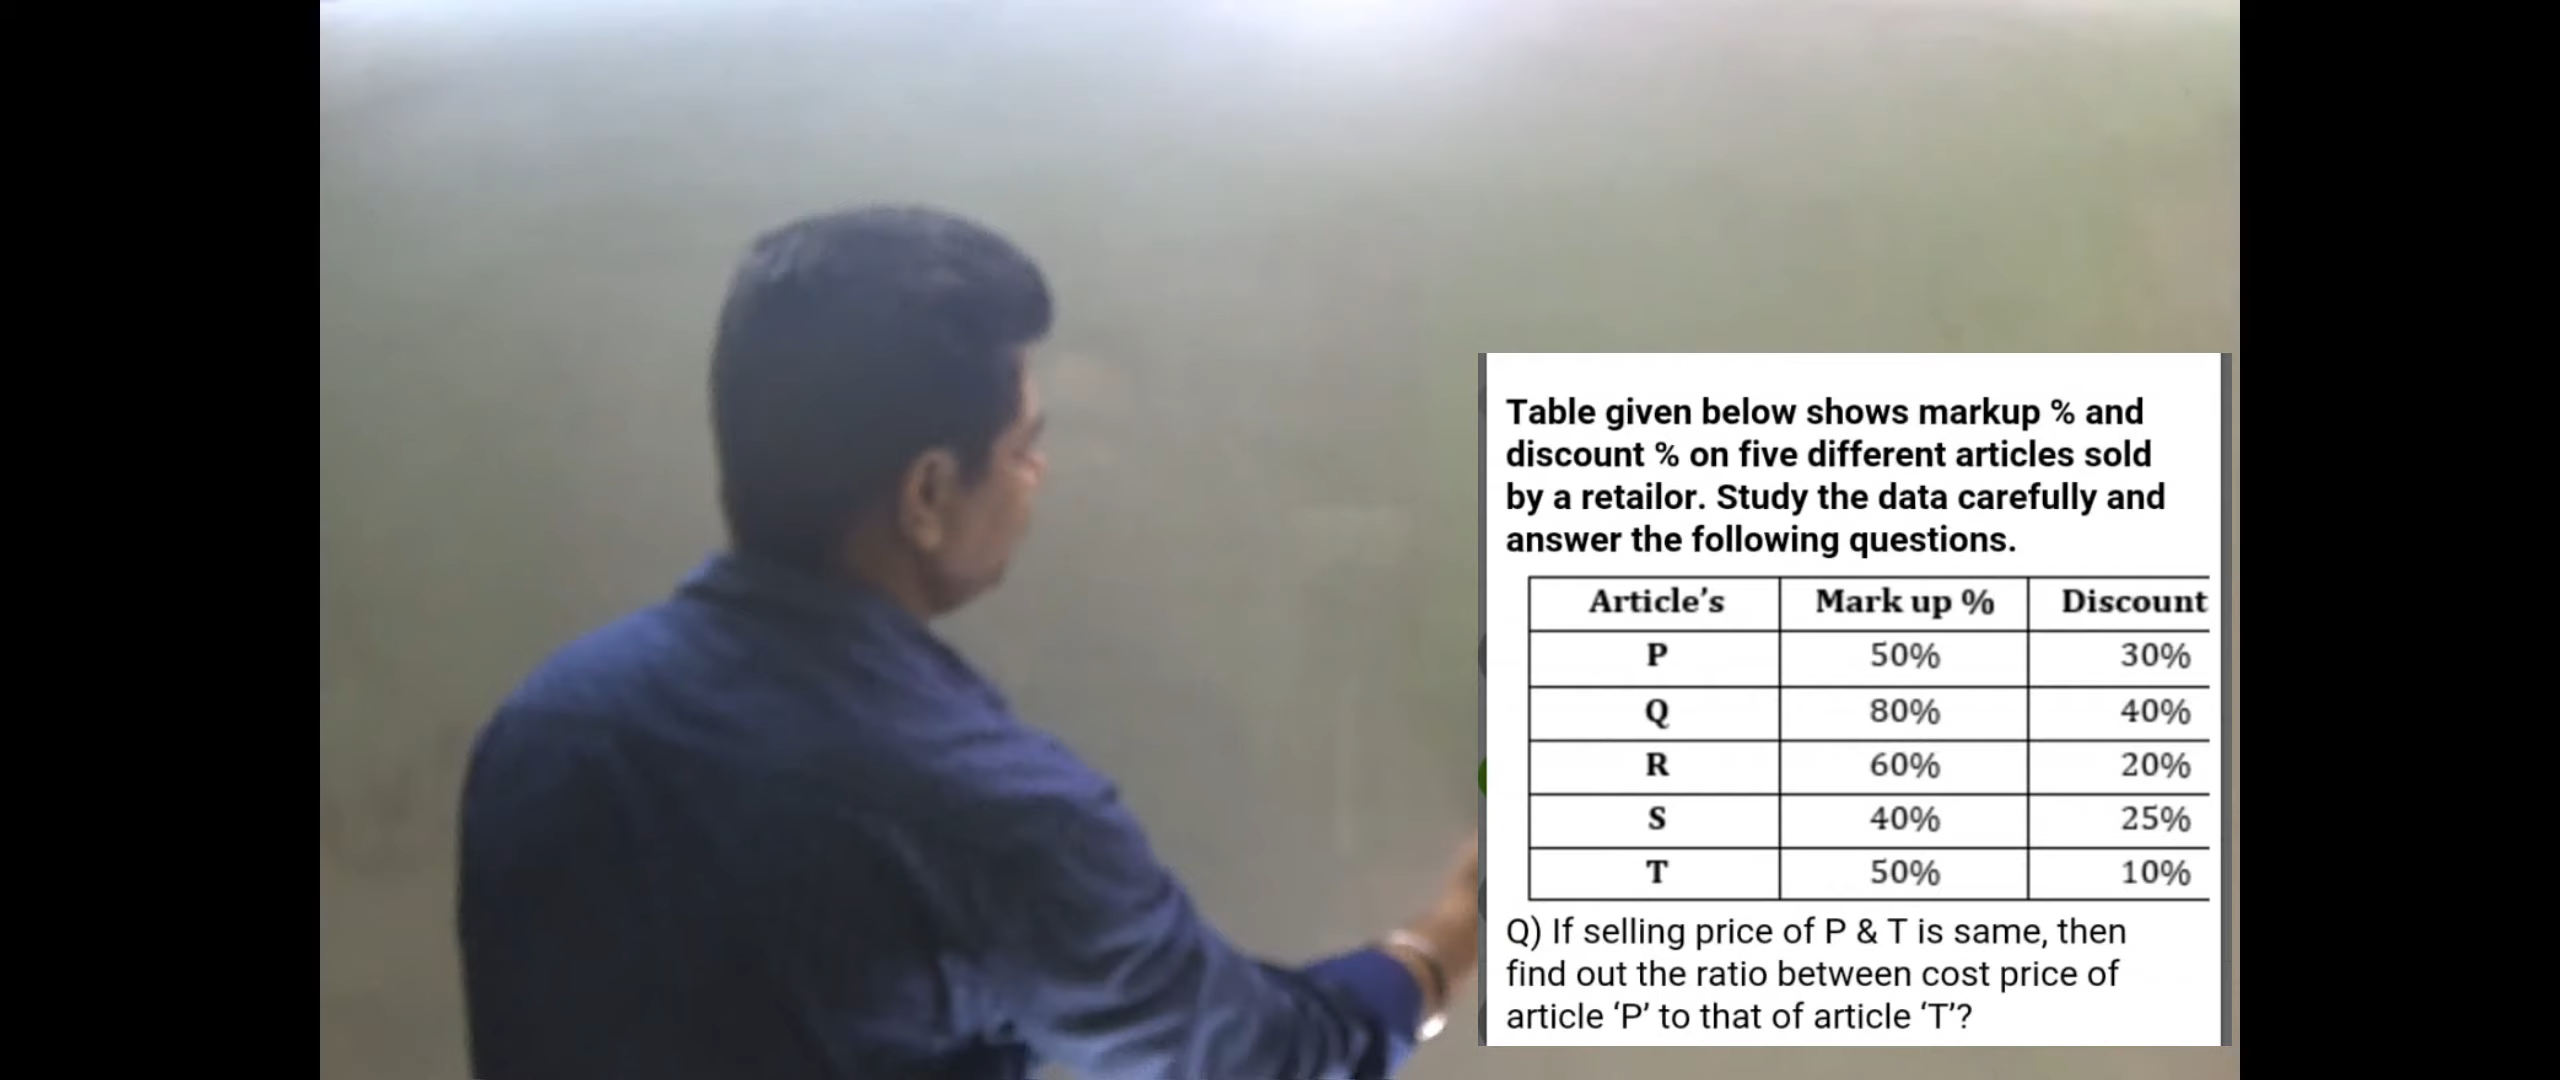 Table given below shows markup % and
discount % on five different articles sold
by a retailor. Study the data carefully and
answer the following questions.
Article's Mark up % Discount
P 50% 30%
Q 80% 40%
R 60% 20%
S 40% 25%
T 50% 10%
Q) If selling price of P & T is same, then
find out the ratio between cost price of
article ‘P’ to that of article ‘T’?